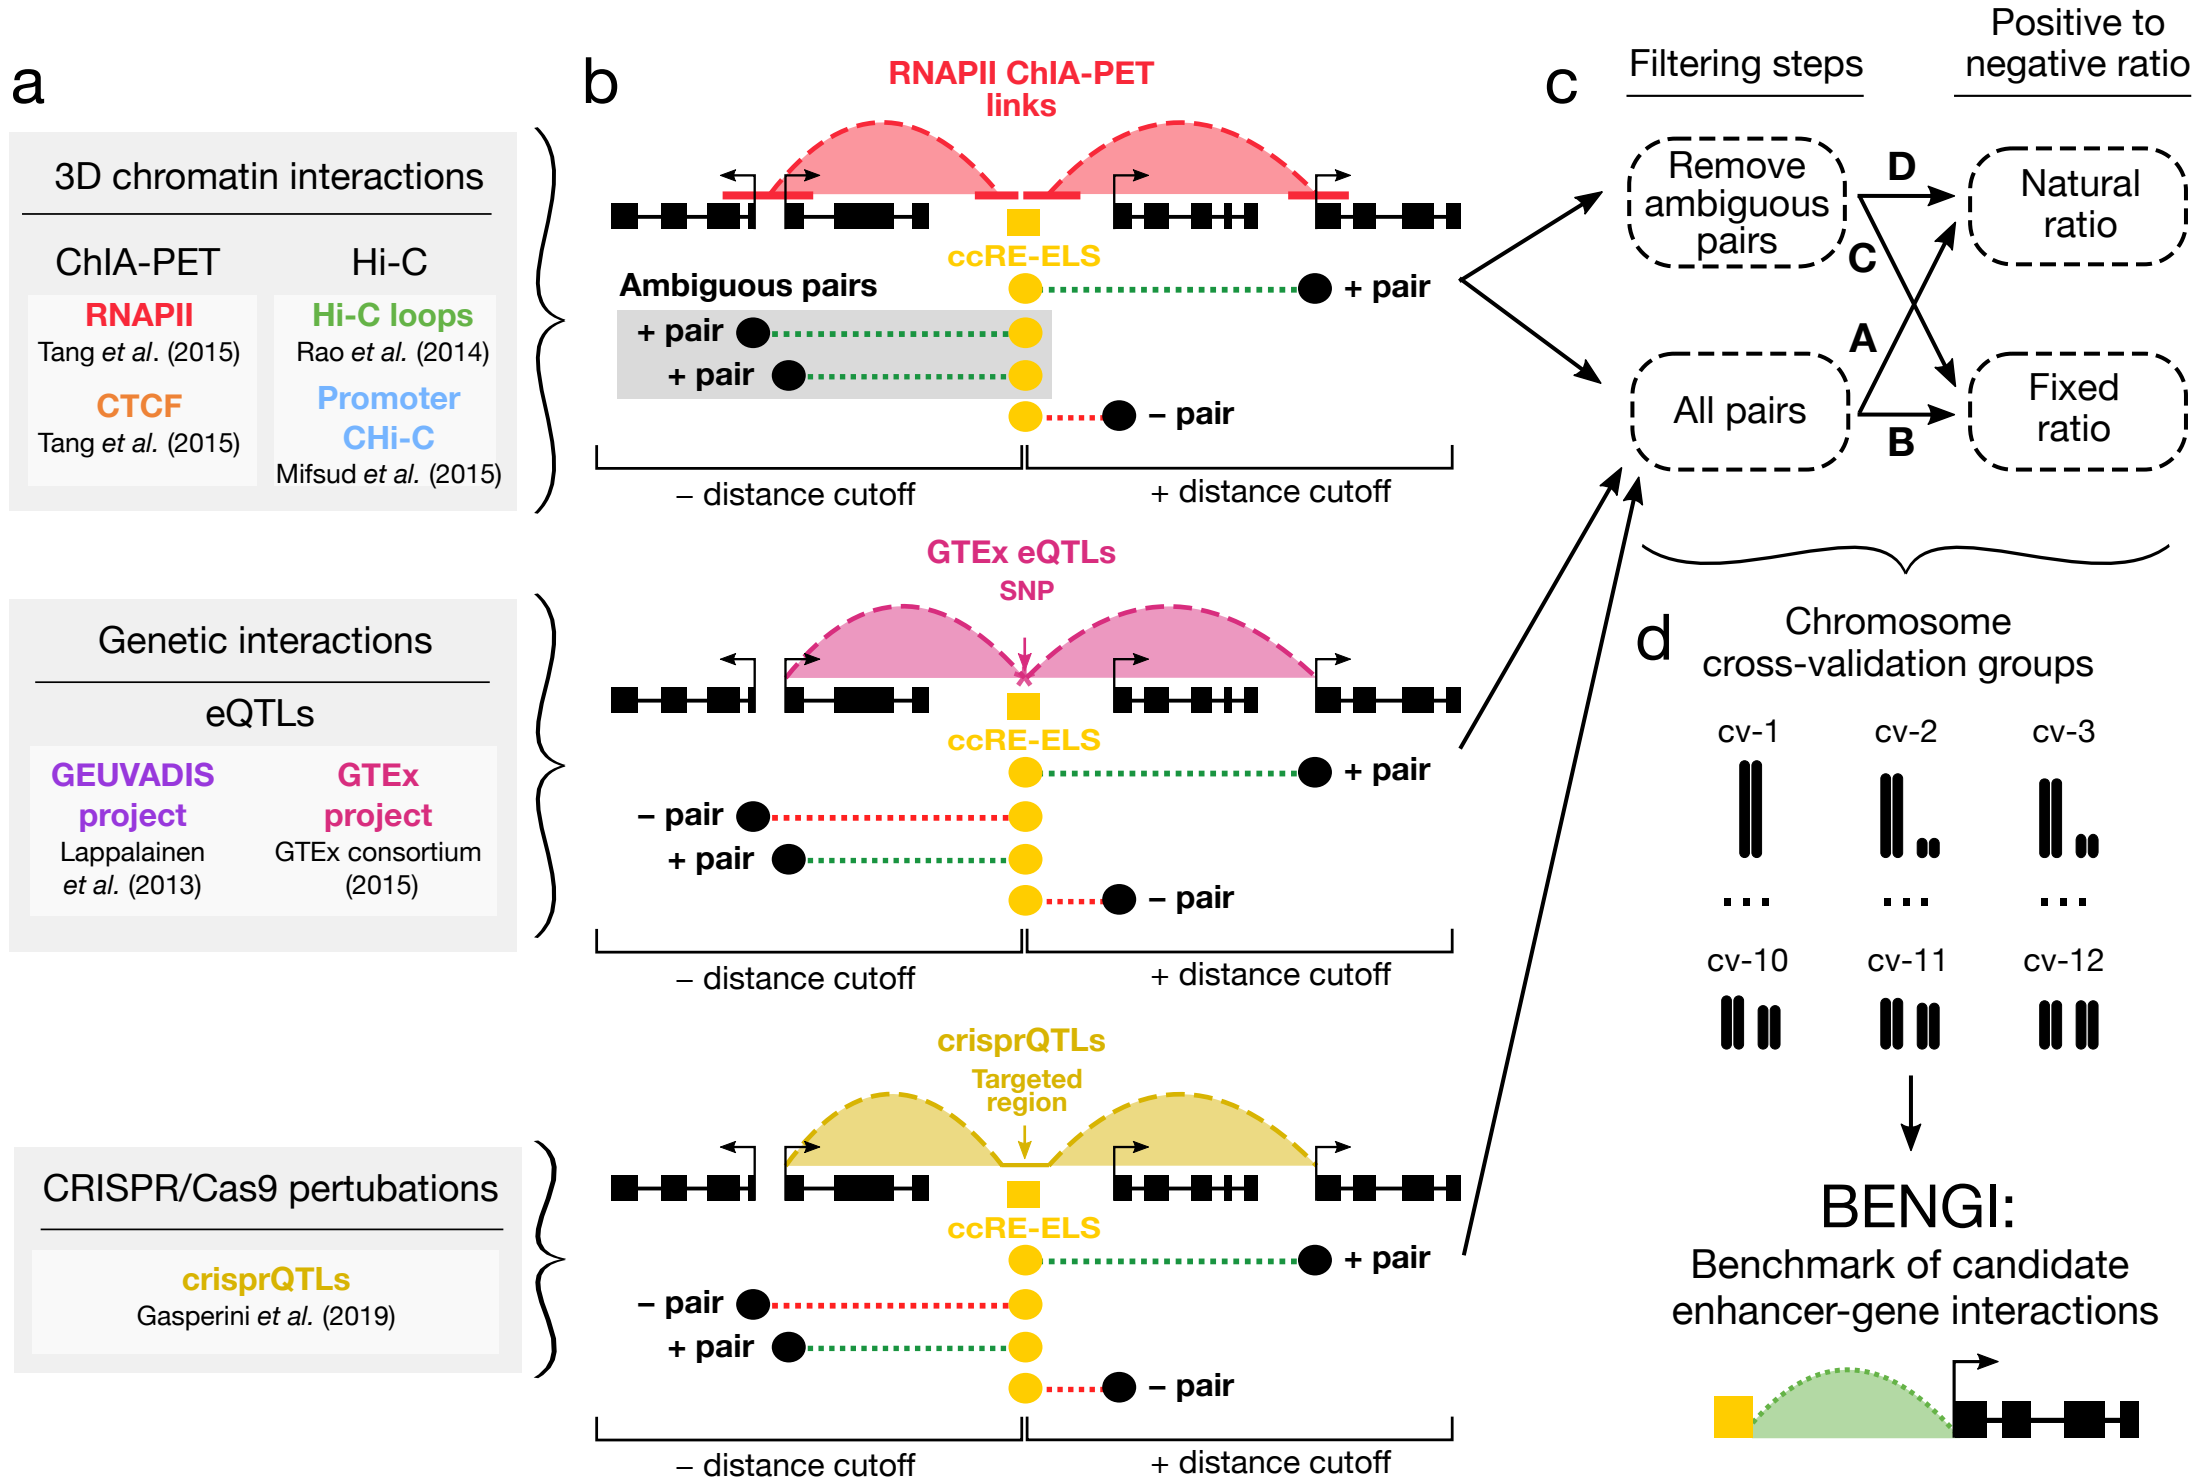 a
3D chromatin interactions
ChIA-PET
Hi-C
RNAPII
Tang et al. (2015)
CTCF
Tang et al. (2015)
Hi-C loops
Rao et al. (2014)
Promoter
CHi-C
Mifsud et al. (2015)
Genetic interactions
eQTLs
GEUVADIS
project
Lappalainen
et al. (2013)
GTEx
project
GTEx consortium
(2015)
CRISPR/Cas9 pertubations
crisprQTLs
Gasperini et al. (2019)
b
RNAPII ChIA-PET
links
ccRE-ELS
Ambiguous pairs
+ pair
+ pair
+ pair
− pair
− distance cutoff
+ distance cutoff
GTEx eQTLs
SNP
ccRE-ELS
+ pair
− pair
+ pair
− pair
− distance cutoff
+ distance cutoff
crisprQTLs
Targeted
region
ccRE-ELS
+ pair
− pair
+ pair
− pair
− distance cutoff
+ distance cutoff
c
Filtering steps
Positive to
negative ratio
Remove
ambiguous
pairs
D
Natural
ratio
C
A
All pairs
B
Fixed
ratio
d
Chromosome
cross-validation groups
cv-1
cv-2
cv-3
...
...
...
cv-10
cv-11
cv-12
BENGI:
Benchmark of candidate
enhancer-gene interactions